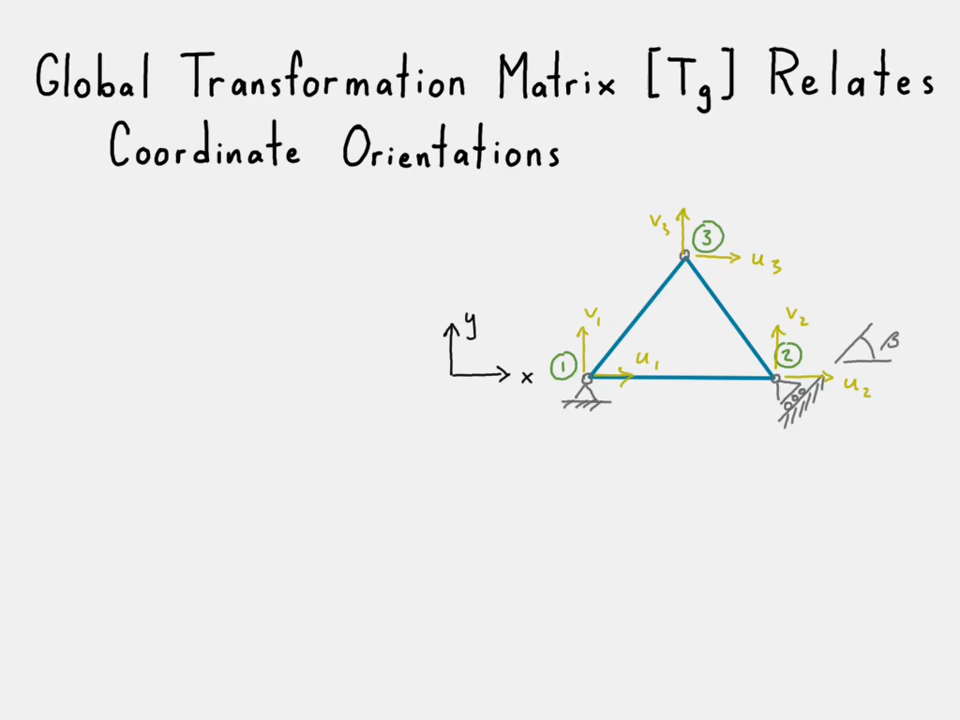 Global Transformation Matrix [Tg] Relates
Coordinate Orientations
v3
3
u3
y
x
v1
1
u1
v2
2
u2
β